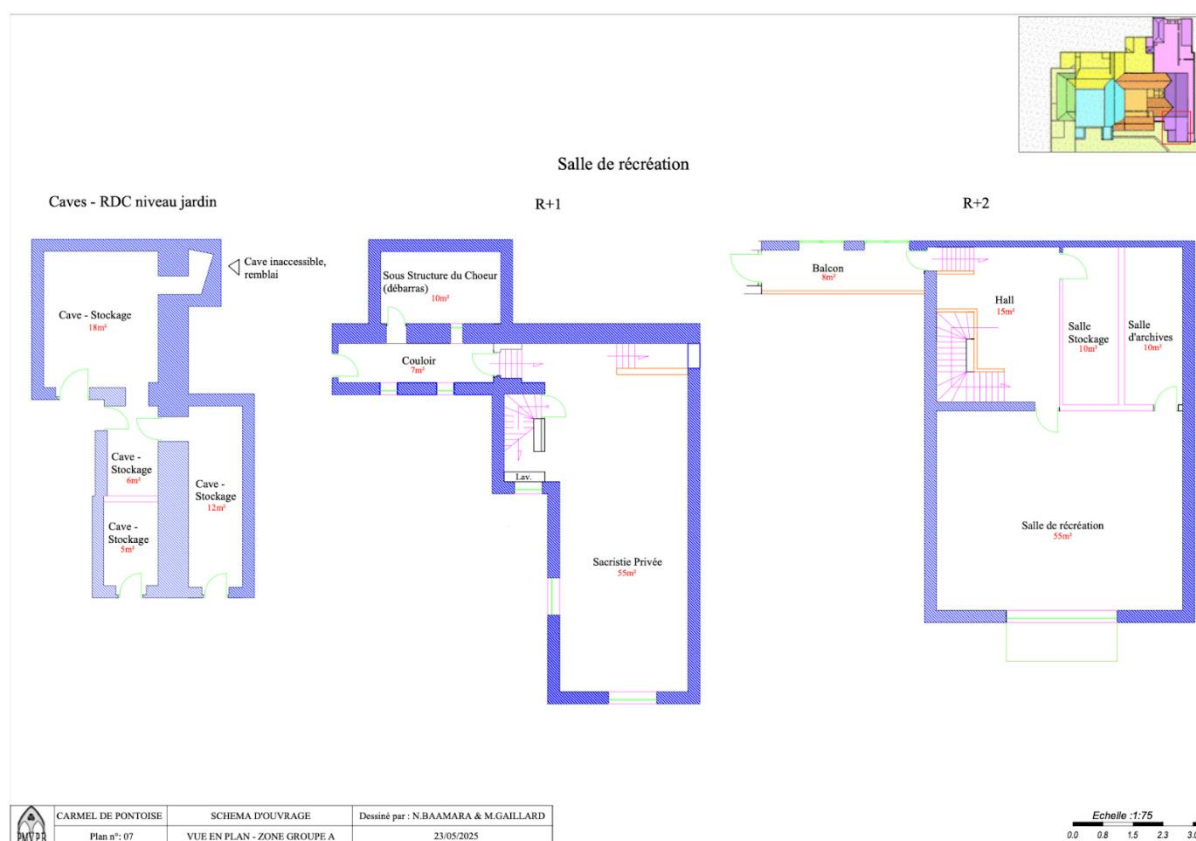 Salle de récréation
Caves - RDC niveau jardin
Cave inaccessible,
remblai
Cave - Stockage
18m²
Cave -
Stockage
6m²
Cave -
Stockage
5m²
Cave -
Stockage
12m²
R+1
Sous Structure du Choeur
(débarras)
10m²
Couloir
7m²
Lav.
Sacristie Privée
55m²
R+2
Balcon
8m²
Hall
15m²
Salle
Stockage
10m²
Salle
d'archives
10m²
Salle de récréation
55m²
CARMEL DE PONTOISE
SCHEMA D'OUVRAGE
Dessiné par : N.BAAMARA & M.GAILLARD
Plan n°: 07
VUE EN PLAN - ZONE GROUPE A
23/05/2025
Echelle :1:75
0.0 0.8 1.5 2.3 3.0